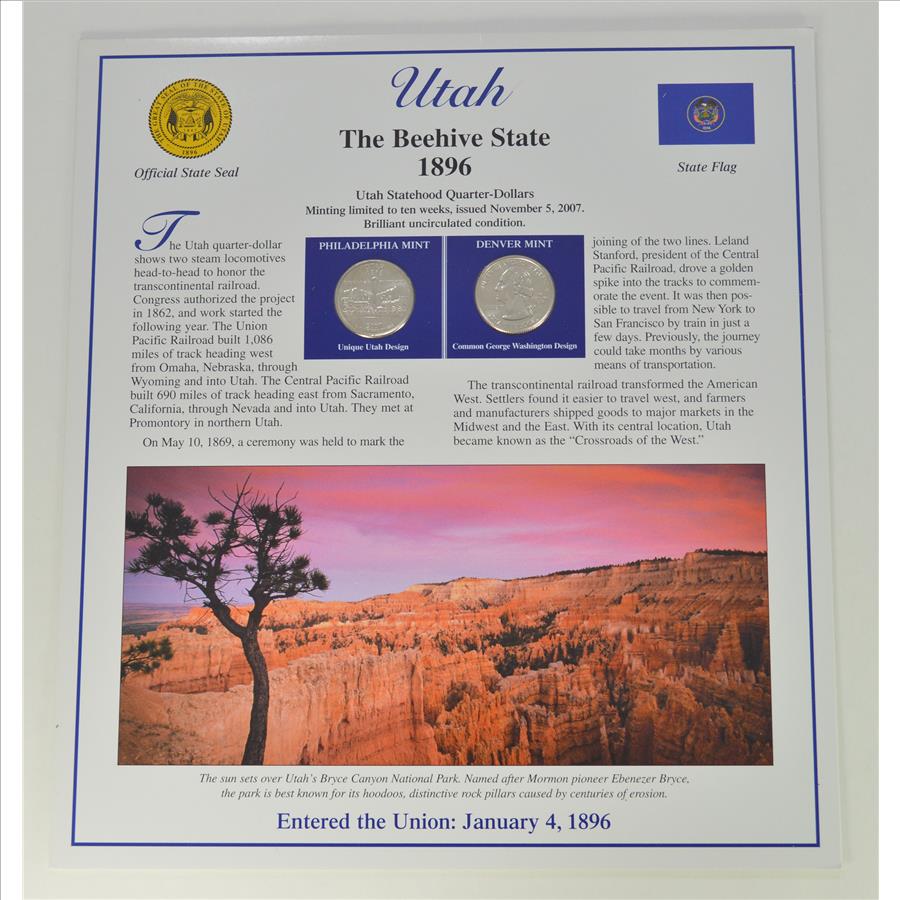 Utah
The Beehive State
1896
THE GREAT SEAL OF THE STATE OF UTAH
1896
Official State Seal
State Flag
Utah Statehood Quarter-Dollars
Minting limited to ten weeks, issued November 5, 2007.
Brilliant uncirculated condition.
The Utah quarter-dollar
shows two steam locomotives
head-to-head to honor the
transcontinental railroad.
Congress authorized the project
in 1862, and work started the
following year. The Union
Pacific Railroad built 1,086
miles of track heading west
from Omaha, Nebraska, through
Wyoming and into Utah. The Central Pacific Railroad
built 690 miles of track heading east from Sacramento,
California, through Nevada and into Utah. They met at
Promontory in northern Utah.
On May 10, 1869, a ceremony was held to mark the
PHILADELPHIA MINT
Unique Utah Design
DENVER MINT
Common George Washington Design
joining of the two lines. Leland
Stanford, president of the Central
Pacific Railroad, drove a golden
spike into the tracks to commem-
orate the event. It was then pos-
sible to travel from New York to
San Francisco by train in just a
few days. Previously, the journey
could take months by various
means of transportation.
The transcontinental railroad transformed the American
West. Settlers found it easier to travel west, and farmers
and manufacturers shipped goods to major markets in the
Midwest and the East. With its central location, Utah
became known as the “Crossroads of the West.”
The sun sets over Utah's Bryce Canyon National Park. Named after Mormon pioneer Ebenezer Bryce,
the park is best known for its hoodoos, distinctive rock pillars caused by centuries of erosion.
Entered the Union: January 4, 1896